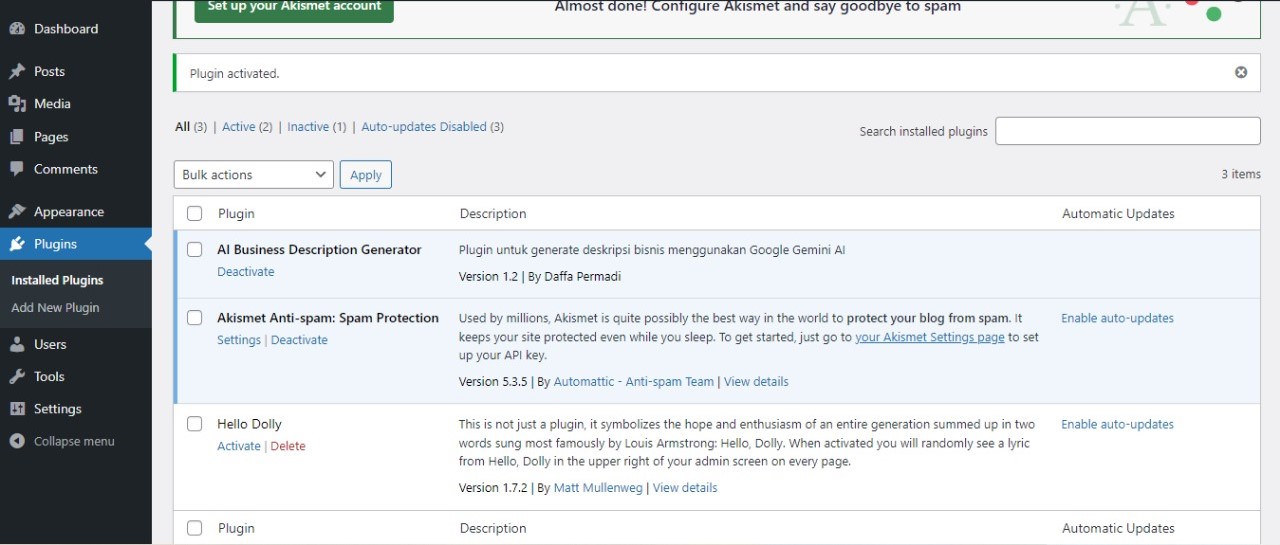 Set up your Akismet account
Almost done! Configure Akismet and say goodbye to spam
A
Dashboard
Posts
Media
Pages
Comments
Appearance
Plugins
Installed Plugins
Add New Plugin
Users
Tools
Settings
Collapse menu
Plugin activated.
All (3) | Active (2) | Inactive (1) | Auto-updates Disabled (3)
Search installed plugins
Bulk actions
Apply
3 items
Plugin Description Automatic Updates
AI Business Description Generator
Deactivate
Plugin untuk generate deskripsi bisnis menggunakan Google Gemini AI
Version 1.2 | By Daffa Permadi
Akismet Anti-spam: Spam Protection
Settings | Deactivate
Used by millions, Akismet is quite possibly the best way in the world to protect your blog from spam. It
keeps your site protected even while you sleep. To get started, just go to your Akismet Settings page to set
up your API key.
Version 5.3.5 | By Automattic - Anti-spam Team | View details
Enable auto-updates
Hello Dolly
Activate | Delete
This is not just a plugin, it symbolizes the hope and enthusiasm of an entire generation summed up in two
words sung most famously by Louis Armstrong: Hello, Dolly. When activated you will randomly see a lyric
from Hello, Dolly in the upper right of your admin screen on every page.
Version 1.7.2 | By Matt Mullenweg | View details
Enable auto-updates
Plugin Description Automatic Updates